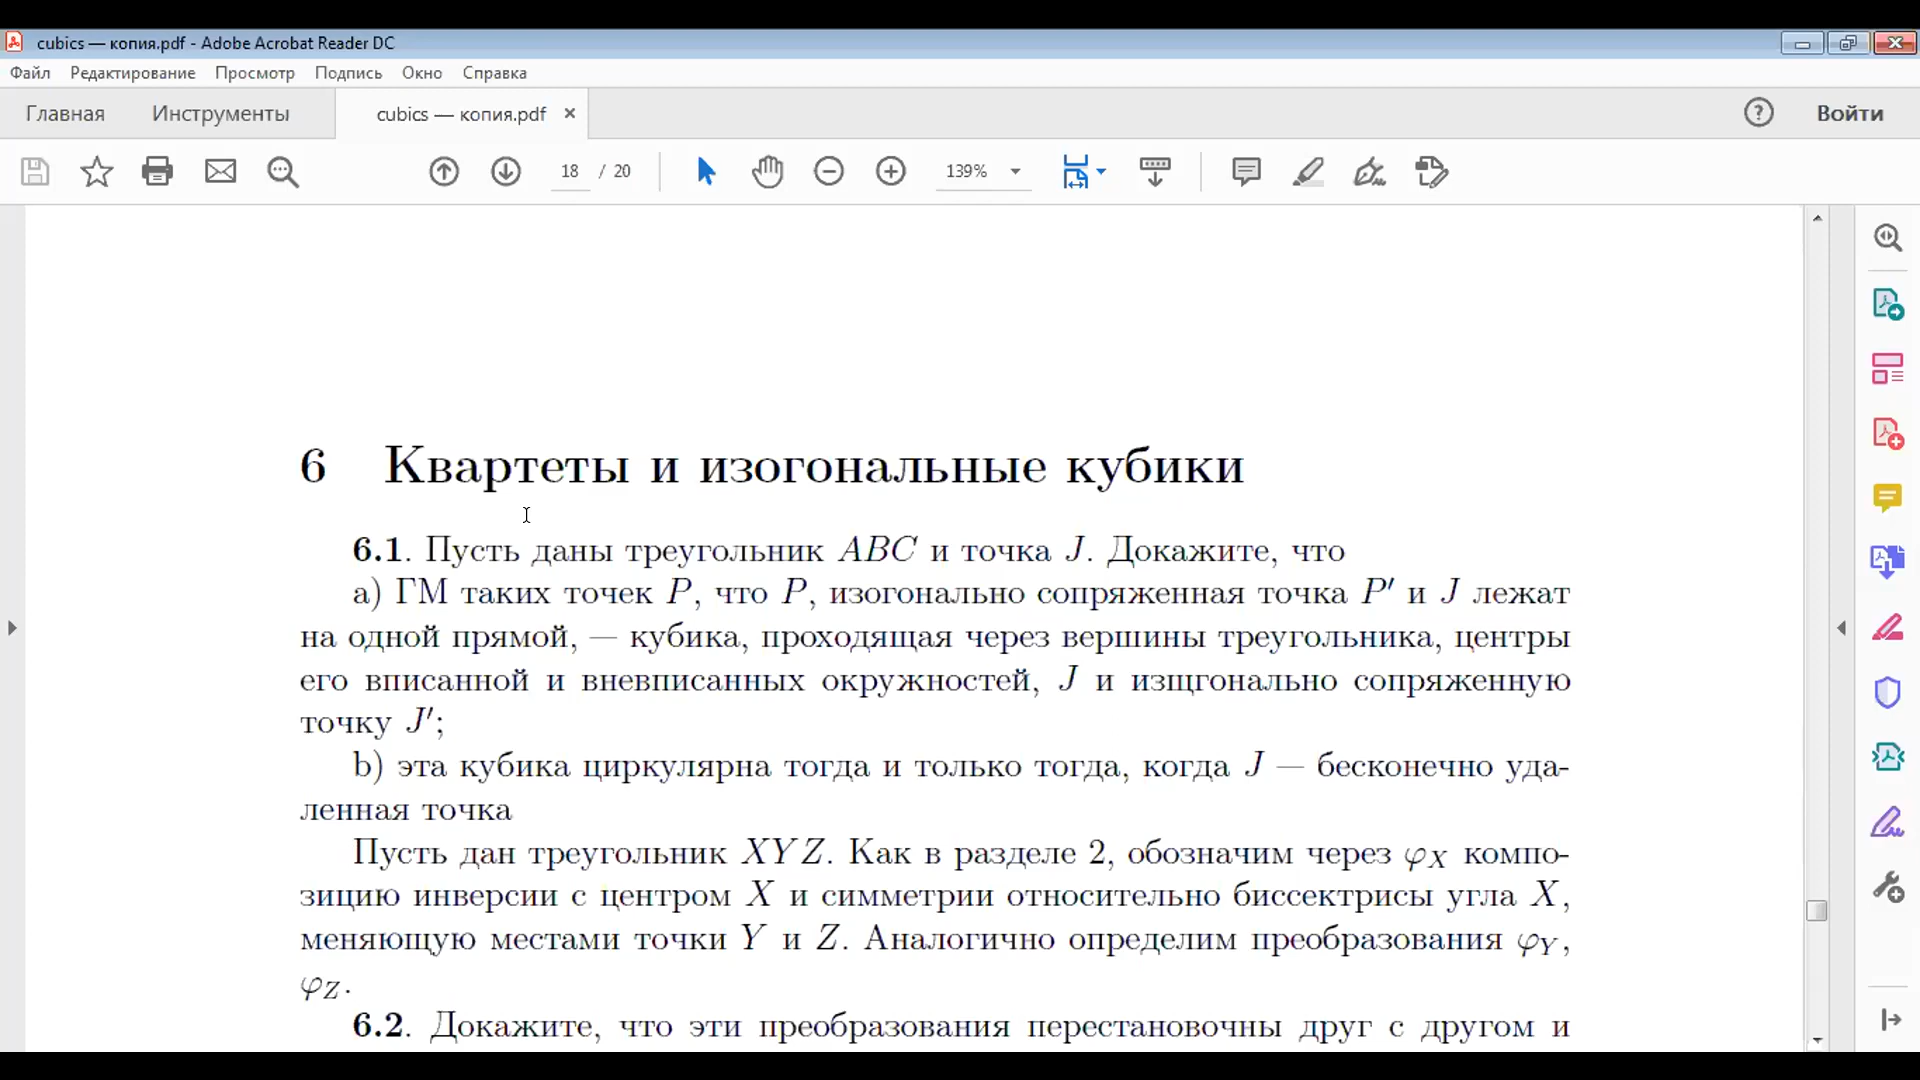 cubics — копия.pdf - Adobe Acrobat Reader DC
Файл Редактирование Просмотр Подпись Окно Справка
Главная Инструменты cubics — копия.pdf × ? Войти
18 / 20 139%
6 Квартеты и изогональные кубики
6.1. Пусть даны треугольник ABC и точка J. Докажите, что
a) ГМ таких точек P, что P, изогонально сопряженная точка P′ и J лежат
на одной прямой, — кубика, проходящая через вершины треугольника, центры
его вписанной и вневписанных окружностей, J и изщгонально сопряженную
точку J′;
b) эта кубика циркулярна тогда и только тогда, когда J — бесконечно уда-
ленная точка
Пусть дан треугольник XYZ. Как в разделе 2, обозначим через φX компо-
зицию инверсии с центром X и симметрии относительно биссектрисы угла X,
меняющую местами точки Y и Z. Аналогично определим преобразования φY,
φZ.
6.2. Докажите, что эти преобразования перестановочны друг с другом и